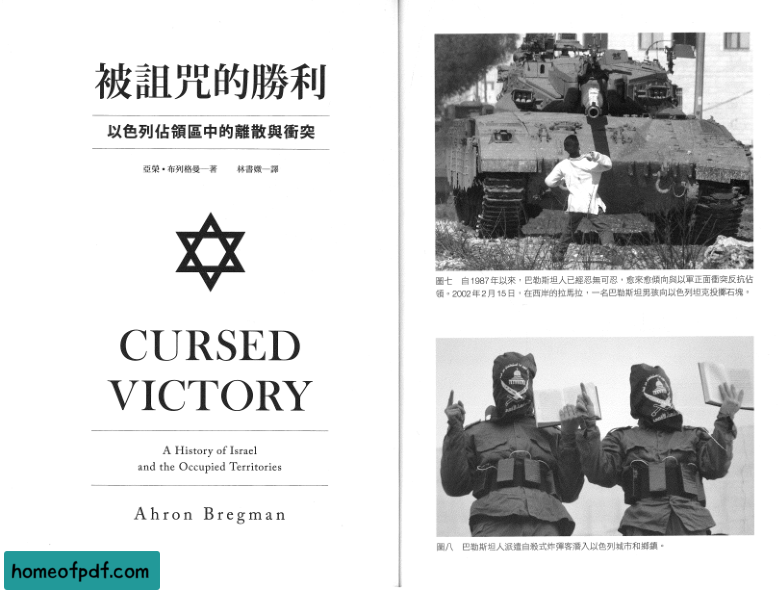 被詛咒的勝利
以色列佔領區中的離散與衝突
亞榮•布列格曼—著 林書媺—譯
CURSED
VICTORY
A History of Israel
and the Occupied Territories
Ahron Bregman
homeofpdf.com
圖七 自1987年以來，巴勒斯坦人已經忍無可忍，愈來愈傾向與以軍正面衝突反抗佔
領。2002年2月15日，在西岸的拉馬拉，一名巴勒斯坦男孩向以色列坦克投擲石塊。
圖八 巴勒斯坦人派遣自殺式炸彈客潛入以色列城市和鄉鎮。